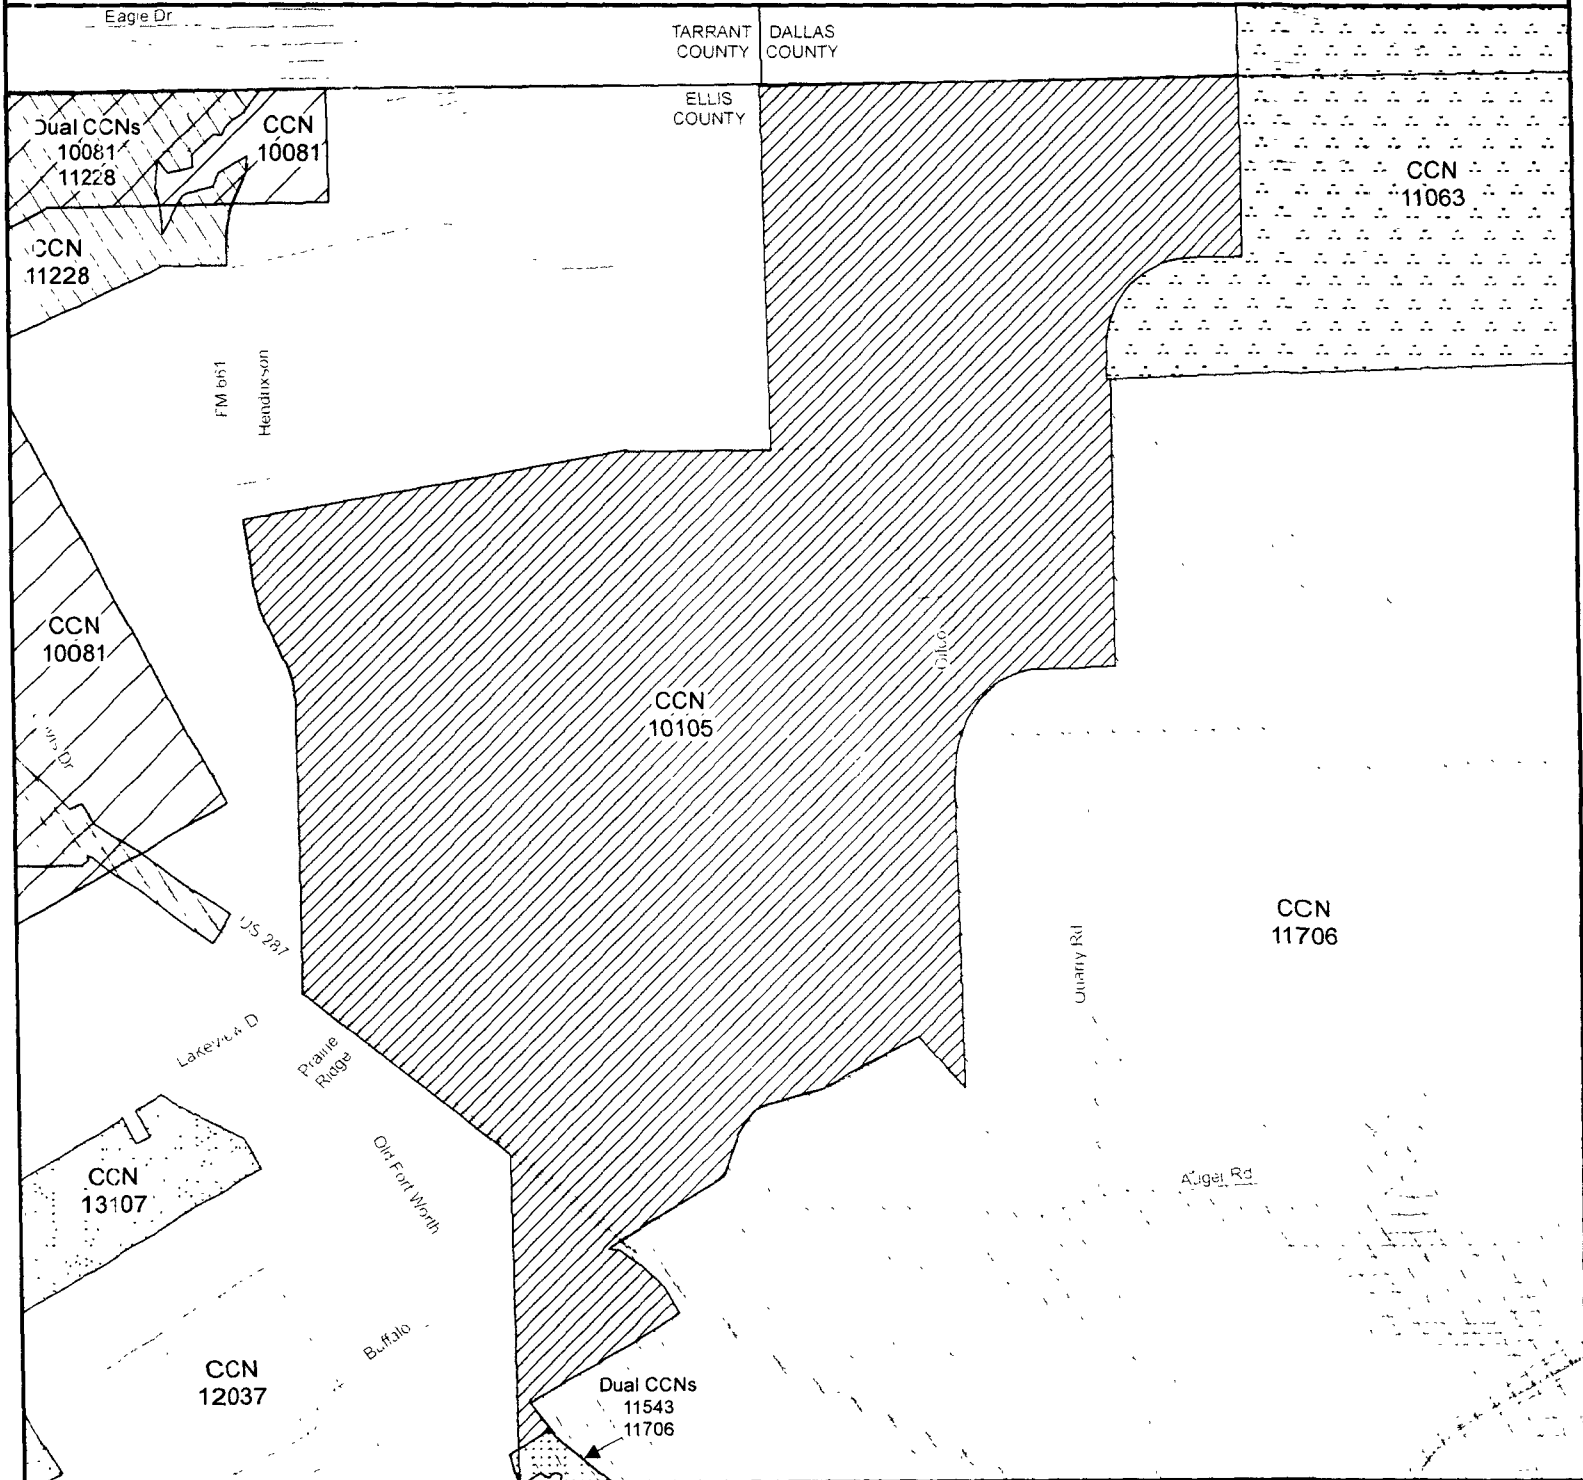 Eagle Dr
TARRANT
COUNTY
DALLAS
COUNTY
ELLIS
COUNTY
Dual CCNs
10081
11228
CCN
10081
CCN
11063
CCN
11228
FM 661
Hendrixson
CCN
10081
CCN
10105
Dr
CCN
11706
US 287
Quarry Rd
Lakeview D
Prairie
Ridge
Old Fort Worth
CCN
13107
Auger Rd
Buffalo
CCN
12037
Dual CCNs
11543
11706